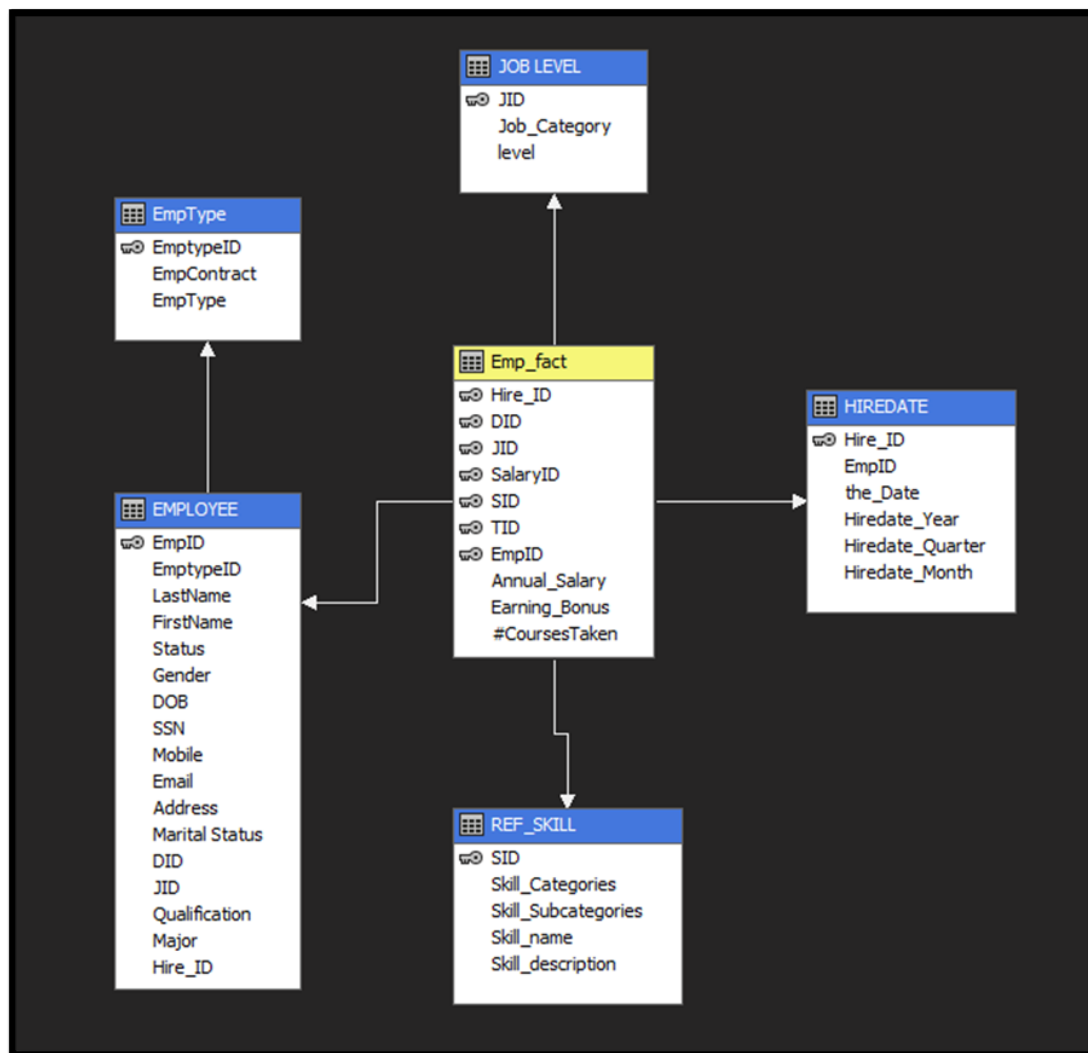 JOB LEVEL
JID
Job_Category
level
EmpType
EmptypeID
EmpContract
EmpType
Emp_fact
Hire_ID
DID
JID
SalaryID
SID
TID
EmpID
Annual_Salary
Earning_Bonus
#CoursesTaken
HIREDATE
Hire_ID
EmpID
the_Date
Hiredate_Year
Hiredate_Quarter
Hiredate_Month
EMPLOYEE
EmpID
EmptypeID
LastName
FirstName
Status
Gender
DOB
SSN
Mobile
Email
Address
Marital Status
DID
JID
Qualification
Major
Hire_ID
REF_SKILL
SID
Skill_Categories
Skill_Subcategories
Skill_name
Skill_description